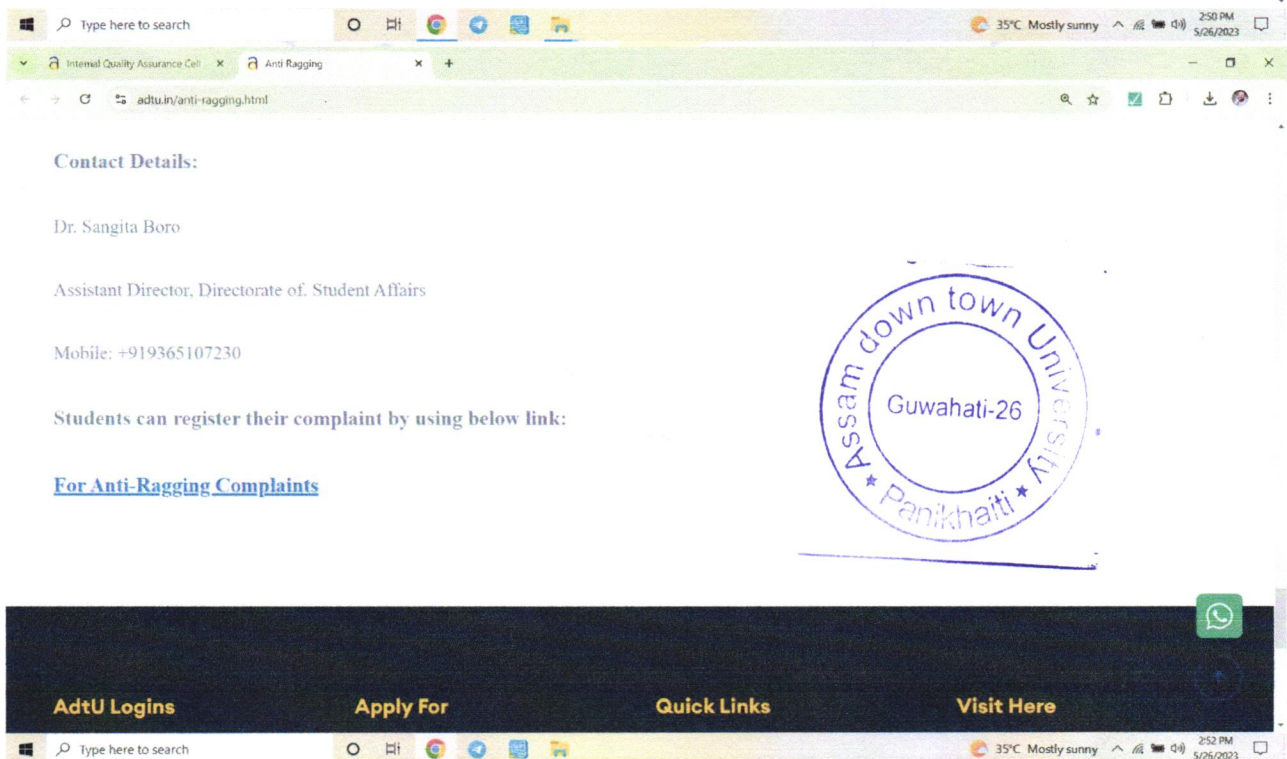 Type here to search
35°C Mostly sunny
2:50 PM
5/26/2023
Internal Quality Assurance Cell
Anti Ragging
adtu.in/anti-ragging.html
Contact Details:
Dr. Sangita Boro
Assistant Director, Directorate of. Student Affairs
Mobile: +919365107230
Students can register their complaint by using below link:
For Anti-Ragging Complaints
Assam down town University
Guwahati-26
★ Panikhaiti ★
AdtU Logins
Apply For
Quick Links
Visit Here
Type here to search
35°C Mostly sunny
2:52 PM
5/26/2023